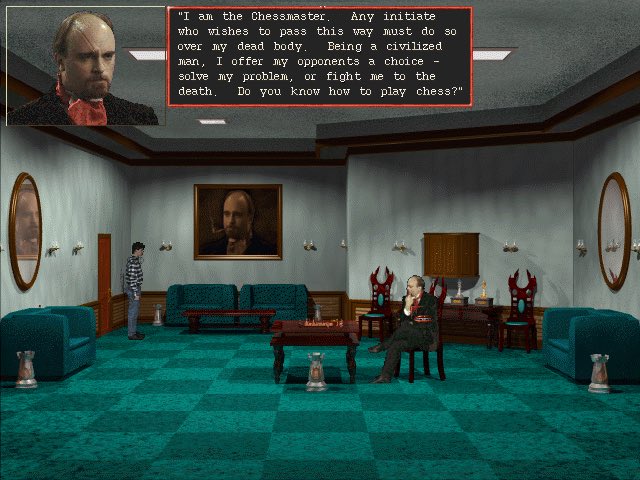 "I am the Chessmaster. Any initiate
who wishes to pass this way must do so
over my dead body. Being a civilized
man, I offer my opponents a choice -
solve my problem, or fight me to the
death. Do you know how to play chess?"